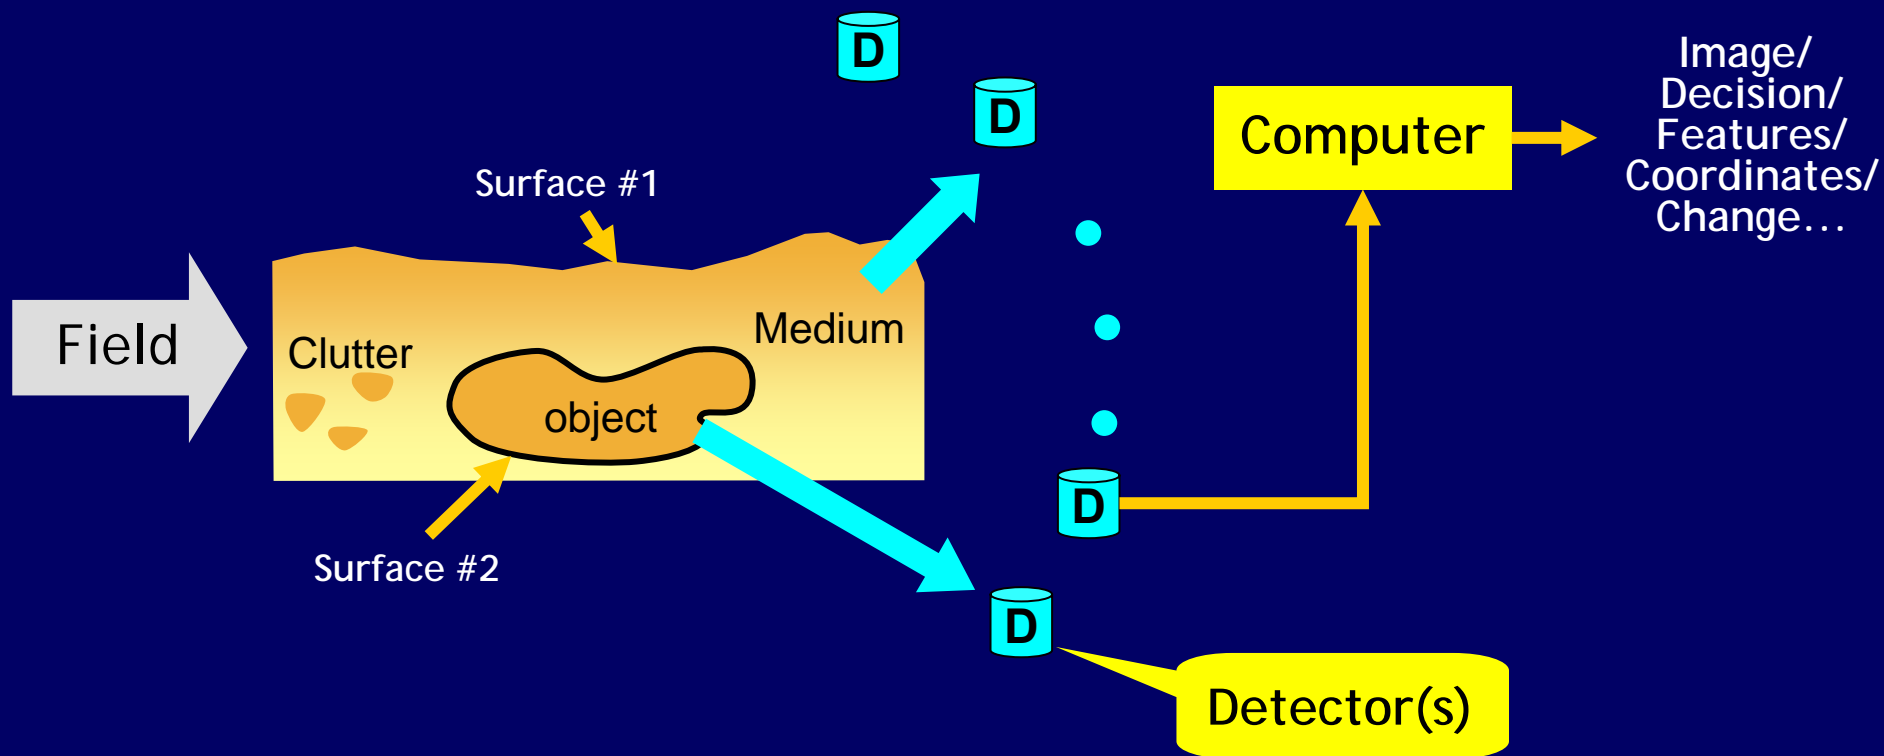 D
D
Image/
Decision/
Features/
Coordinates/
Change...
Computer
Surface #1
Field
Clutter
Medium
object
Surface #2
D
D
Detector(s)